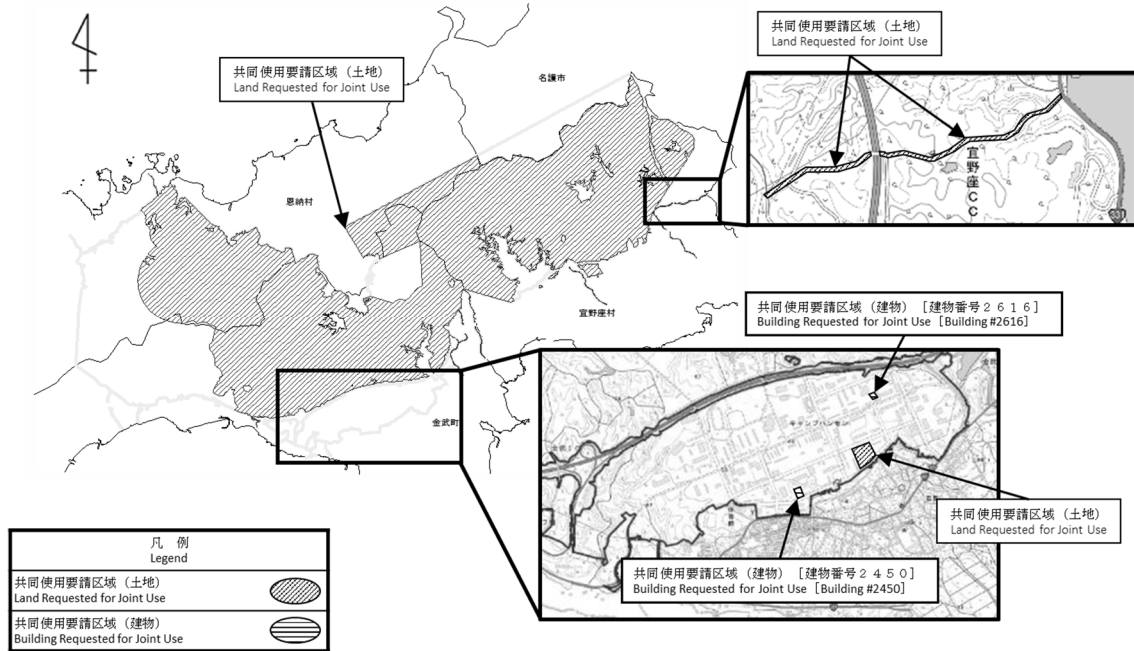 共同使用要請区域（土地）
Land Requested for Joint Use
共同使用要請区域（土地）
Land Requested for Joint Use
名護市
恩納村
宜野座CC
331
宜野座村
共同使用要請区域（建物）［建物番号２６１６］
Building Requested for Joint Use［Building #2616］
金武町
キャンプハンセン
共同使用要請区域（土地）
Land Requested for Joint Use
共同使用要請区域（建物）［建物番号２４５０］
Building Requested for Joint Use［Building #2450］
凡 例
Legend
共同使用要請区域（土地）
Land Requested for Joint Use
共同使用要請区域（建物）
Building Requested for Joint Use